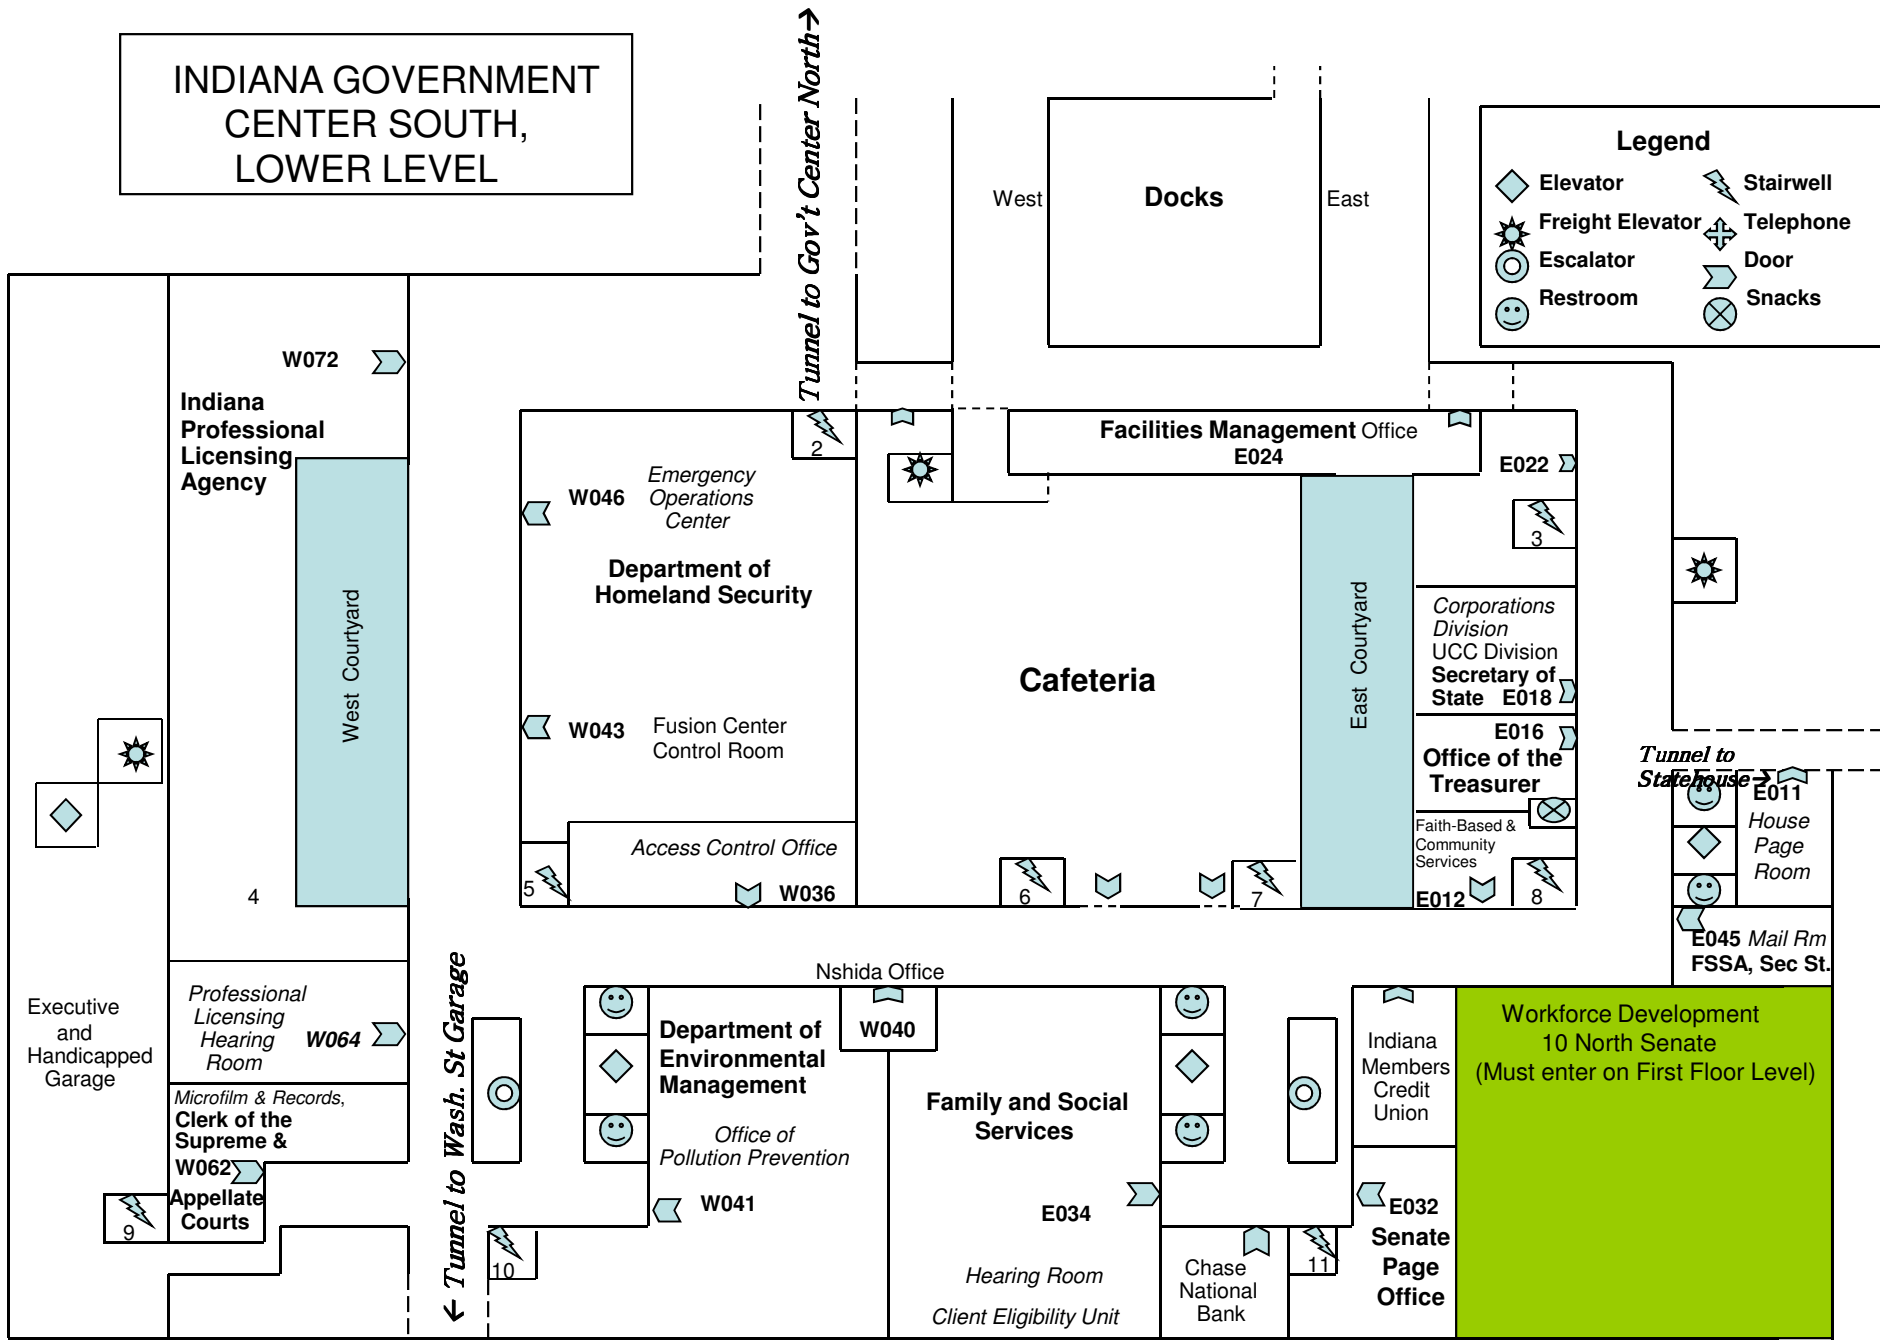 INDIANA GOVERNMENT
CENTER SOUTH,
LOWER LEVEL
Tunnel to Gov't Center North→
West
Docks
East
Legend
Elevator
Stairwell
Freight Elevator
Telephone
Escalator
Door
Restroom
Snacks
W072
Indiana
Professional
Licensing
Agency
West Courtyard
4
2
W046
Emergency
Operations
Center
Department of
Homeland Security
W043
Fusion Center
Control Room
Access Control Office
5
W036
Facilities Management Office
E024
Cafeteria
6
7
East Courtyard
E022
3
Corporations
Division
UCC Division
Secretary of
State E018
E016
Office of the
Treasurer
Faith-Based &
Community
Services
E012
8
Tunnel to
Statehouse→
E011
House
Page
Room
E045 Mail Rm
FSSA, Sec St.
Executive
and
Handicapped
Garage
Professional
Licensing
Hearing
Room
W064
Microfilm & Records,
Clerk of the
Supreme &
W062
Appellate
Courts
9
← Tunnel to Wash. St Garage
10
Nshida Office
W040
Department of
Environmental
Management
Office of
Pollution Prevention
W041
Family and Social
Services
E034
Hearing Room
Client Eligibility Unit
Chase
National
Bank
11
Indiana
Members
Credit
Union
E032
Senate
Page
Office
Workforce Development
10 North Senate
(Must enter on First Floor Level)